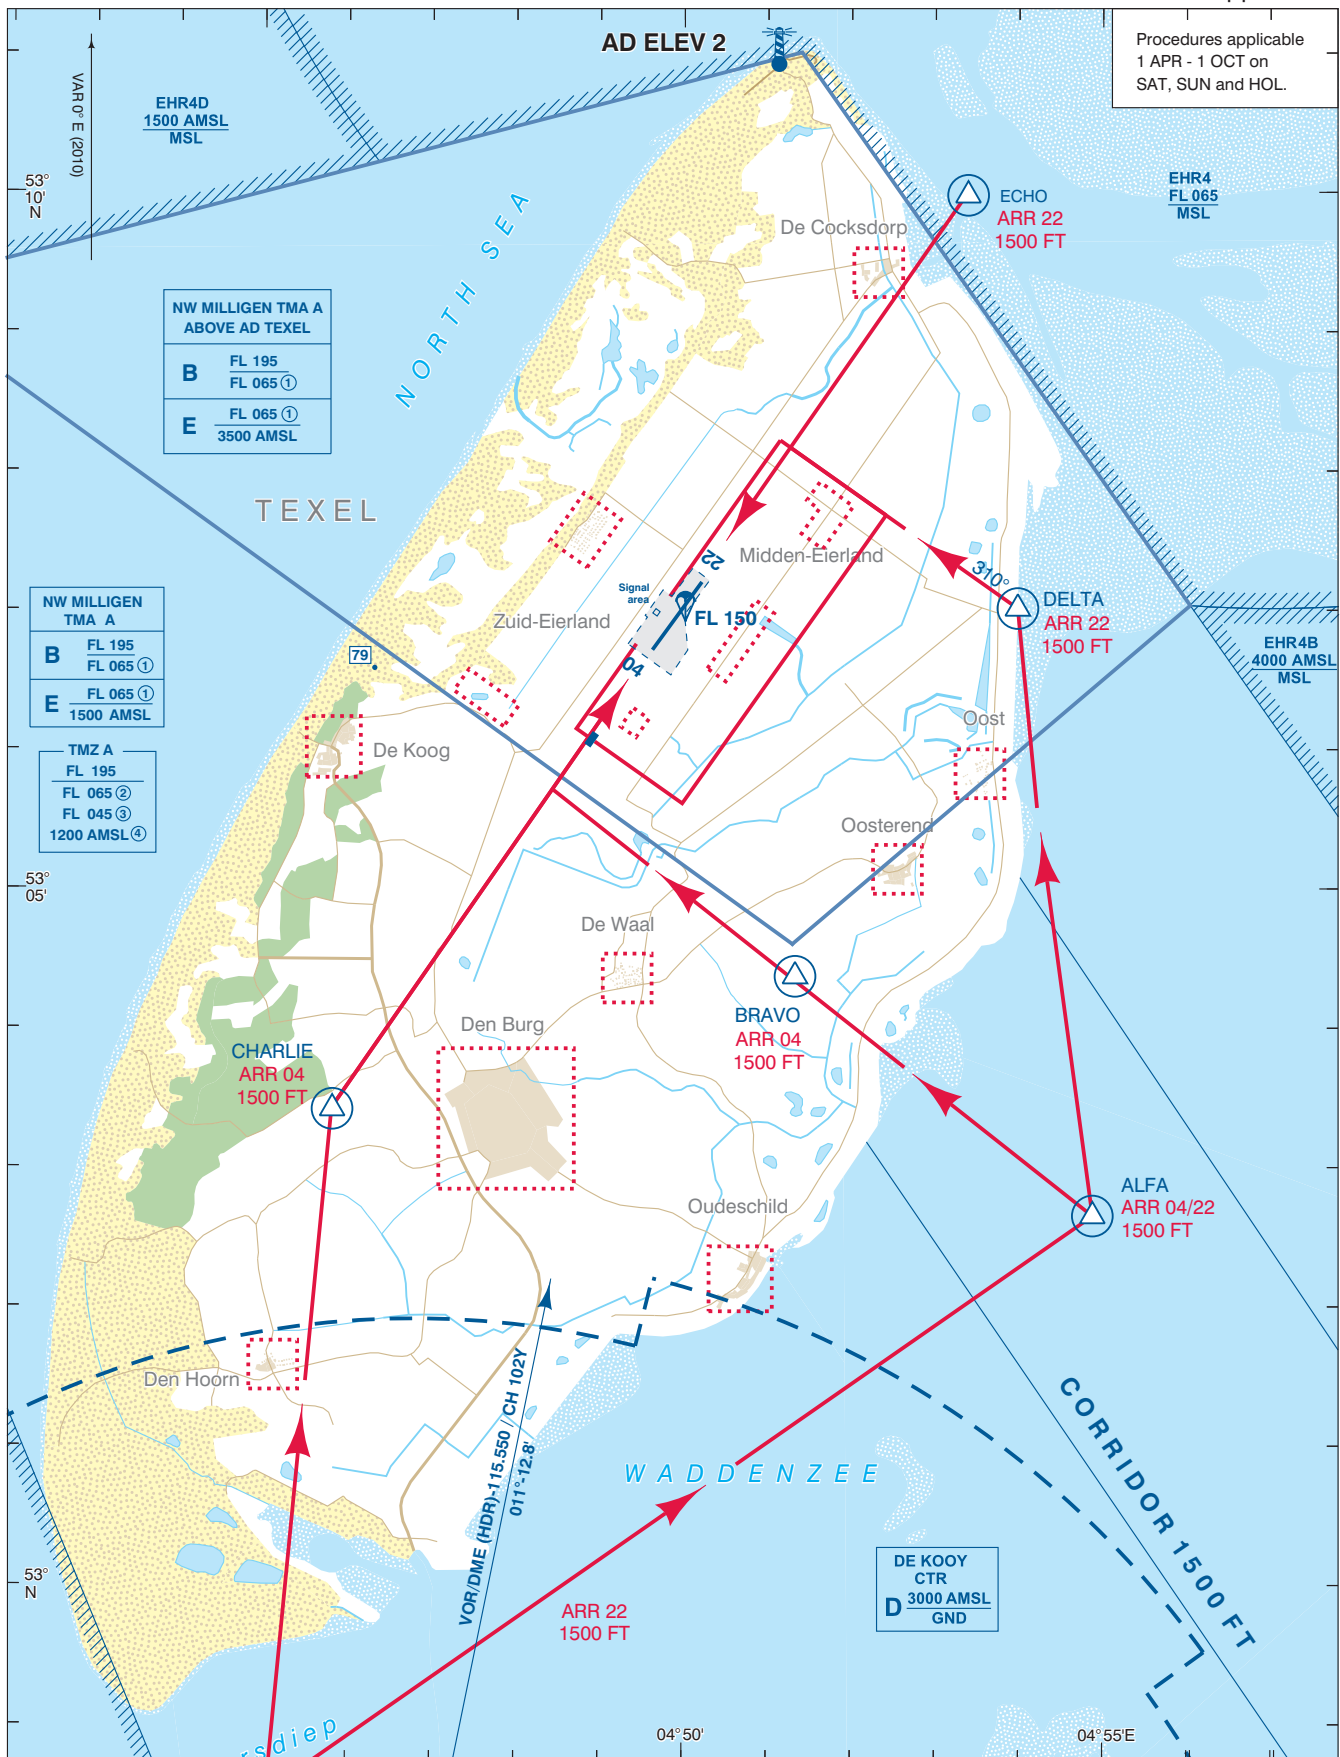 AD ELEV 2
Procedures applicable
1 APR - 1 OCT on
SAT, SUN and HOL.
VAR 0° E (2010)
EHR4D
1500 AMSL
MSL
53°
10'
N
NORTH SEA
ECHO
ARR 22
1500 FT
EHR4
FL 065
MSL
De Cocksdorp
NW MILLIGEN TMA A
ABOVE AD TEXEL
B FL 195
FL 065 ①
E FL 065 ①
3500 AMSL
TEXEL
22
Midden-Eierland
310°
Signal
area
FL 150
Zuid-Eierland
04
DELTA
ARR 22
1500 FT
NW MILLIGEN
TMA A
B FL 195
FL 065 ①
E FL 065 ①
1500 AMSL
79
EHR4B
4000 AMSL
MSL
Oost
De Koog
TMZ A
FL 195
FL 065 ②
FL 045 ③
1200 AMSL ④
Oosterend
53°
05'
De Waal
BRAVO
ARR 04
1500 FT
Den Burg
CHARLIE
ARR 04
1500 FT
ALFA
ARR 04/22
1500 FT
Oudeschild
Den Hoorn
VOR/DME (HDR)-115.550 / CH 102Y
011°-12.8'
WADDENZEE
CORRIDOR 1500 FT
DE KOOY
CTR
D 3000 AMSL
GND
53°
N
ARR 22
1500 FT
rsdiep
04°50'
04°55'E